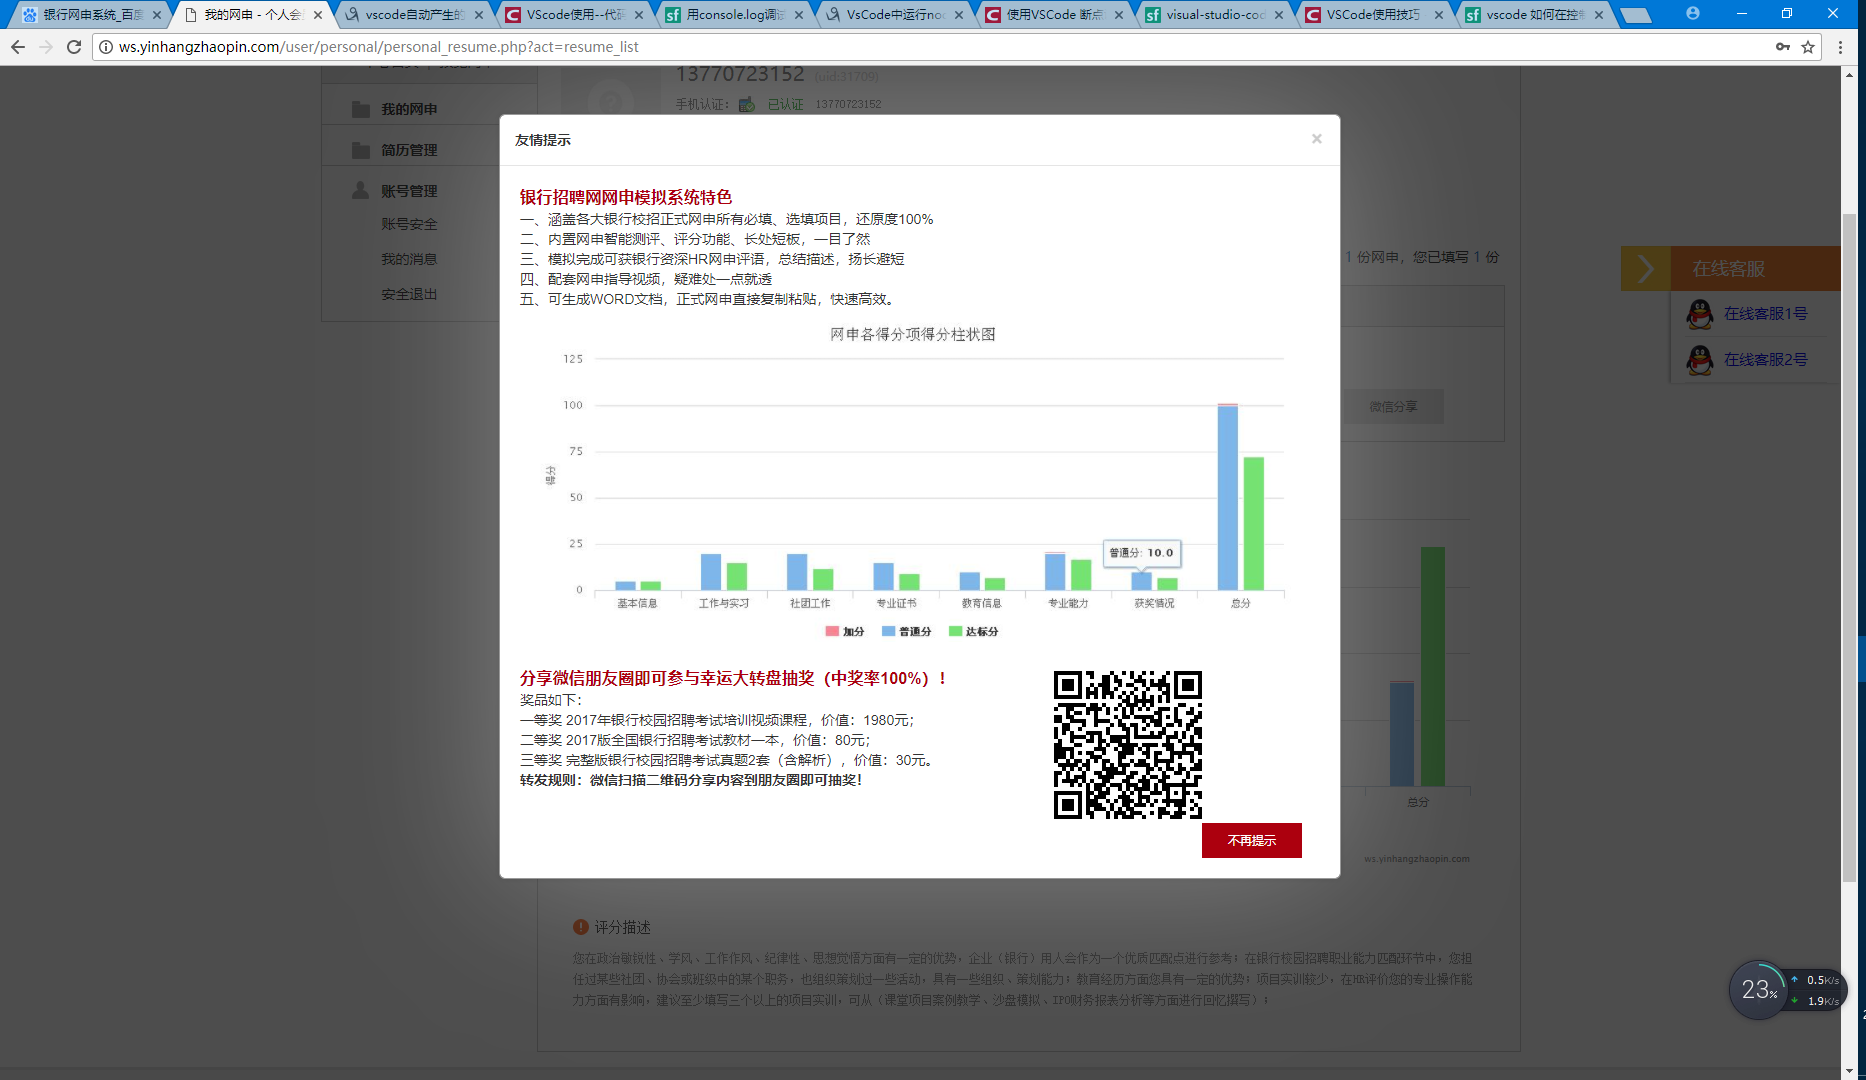 银行网申系统_百度
我的网申 - 个人会
vscode自动产生的
VScode使用--代码
用console.log调试
VsCode中运行no
使用VSCode 断点
visual-studio-cod
VSCode使用技巧
vscode 如何在控制
ws.yinhangzhaopin.com/user/personal/personal_resume.php?act=resume_list
13770723152 (uid:31709)
手机认证： 已认证 13770723152
我的网申
简历管理
账号管理
账号安全
我的消息
安全退出
友情提示 ×
银行招聘网网申模拟系统特色
一、涵盖各大银行校招正式网申所有必填、选填项目，还原度100%
二、内置网申智能测评、评分功能、长处短板，一目了然
三、模拟完成可获银行资深HR网申评语，总结描述，扬长避短
四、配套网申指导视频，疑难处一点就透
五、可生成WORD文档，正式网申直接复制粘贴，快速高效。
网申各得分项得分柱状图
125
100
75
50
25
0
得分
普通分: 10.0
基本信息 工作与实习 社团工作 专业证书 教育信息 专业能力 获奖情况 总分
加分 普通分 达标分
分享微信朋友圈即可参与幸运大转盘抽奖（中奖率100%）！
奖品如下：
一等奖 2017年银行校园招聘考试培训视频课程，价值：1980元；
二等奖 2017版全国银行招聘考试教材一本，价值：80元；
三等奖 完整版银行校园招聘考试真题2套（含解析），价值：30元。
转发规则：微信扫描二维码分享内容到朋友圈即可抽奖！
不再提示
1 份网申，您已填写 1 份
微信分享
总分
ws.yinhangzhaopin.com
在线客服
在线客服1号
在线客服2号
评分描述
您在政治敏锐性、学风、工作作风、纪律性、思想觉悟方面有一定的优势，企业（银行）用人会作为一个优质匹配点进行参考；在银行校园招聘职业能力匹配环节中，您担
任过某些社团、协会或班级中的某个职务，也组织策划过一些活动，具有一些组织、策划能力；教育经历方面您具有一定的优势；项目实训较少，在HR评价您的专业操作能
力方面有影响，建议至少填写三个以上的项目实训，可从（课堂项目案例教学、沙盘模拟、IPO财务报表分析等方面进行回忆撰写）；
23%
0.5K/s
1.9K/s